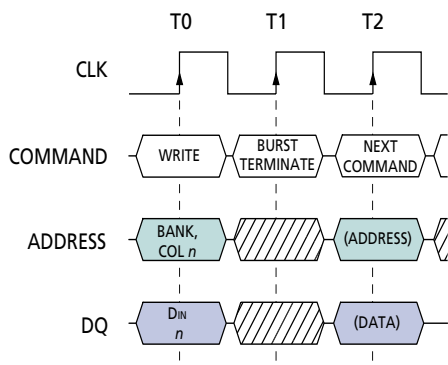 T0 T1 T2
CLK
COMMAND WRITE BURST TERMINATE NEXT COMMAND
ADDRESS BANK, COL n (ADDRESS)
DQ DIN n (DATA)